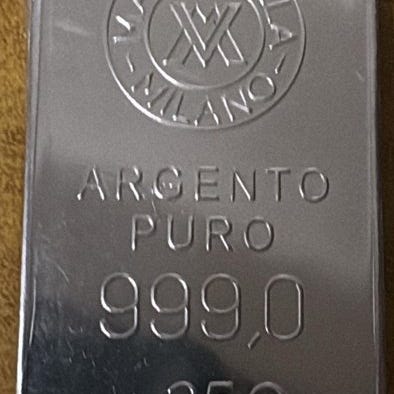 MILANO
ARGENTO
PURO
999,0